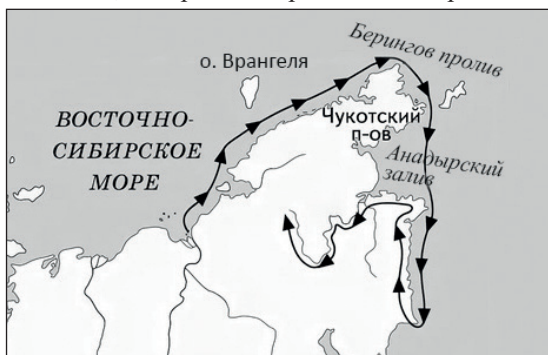 Берингов пролив
о. Врангеля
ВОСТОЧНО-
СИБИРСКОЕ
МОРЕ
Чукотский
п-ов
Анадырский
залив